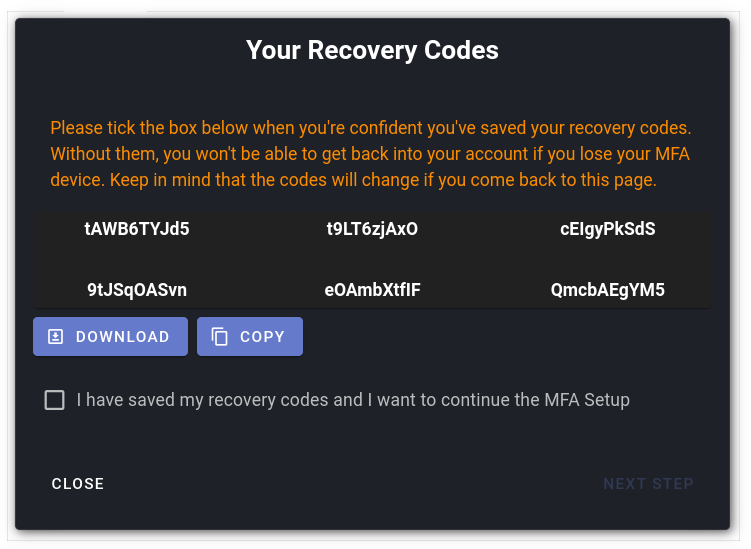 Your Recovery Codes
Please tick the box below when you're confident you've saved your recovery codes.
Without them, you won't be able to get back into your account if you lose your MFA
device. Keep in mind that the codes will change if you come back to this page.
tAWB6TYJd5 t9LT6zjAxO cEIgyPkSdS
9tJSqOASvn eOAmbXtfIF QmcbAEgYM5
DOWNLOAD COPY
I have saved my recovery codes and I want to continue the MFA Setup
CLOSE NEXT STEP